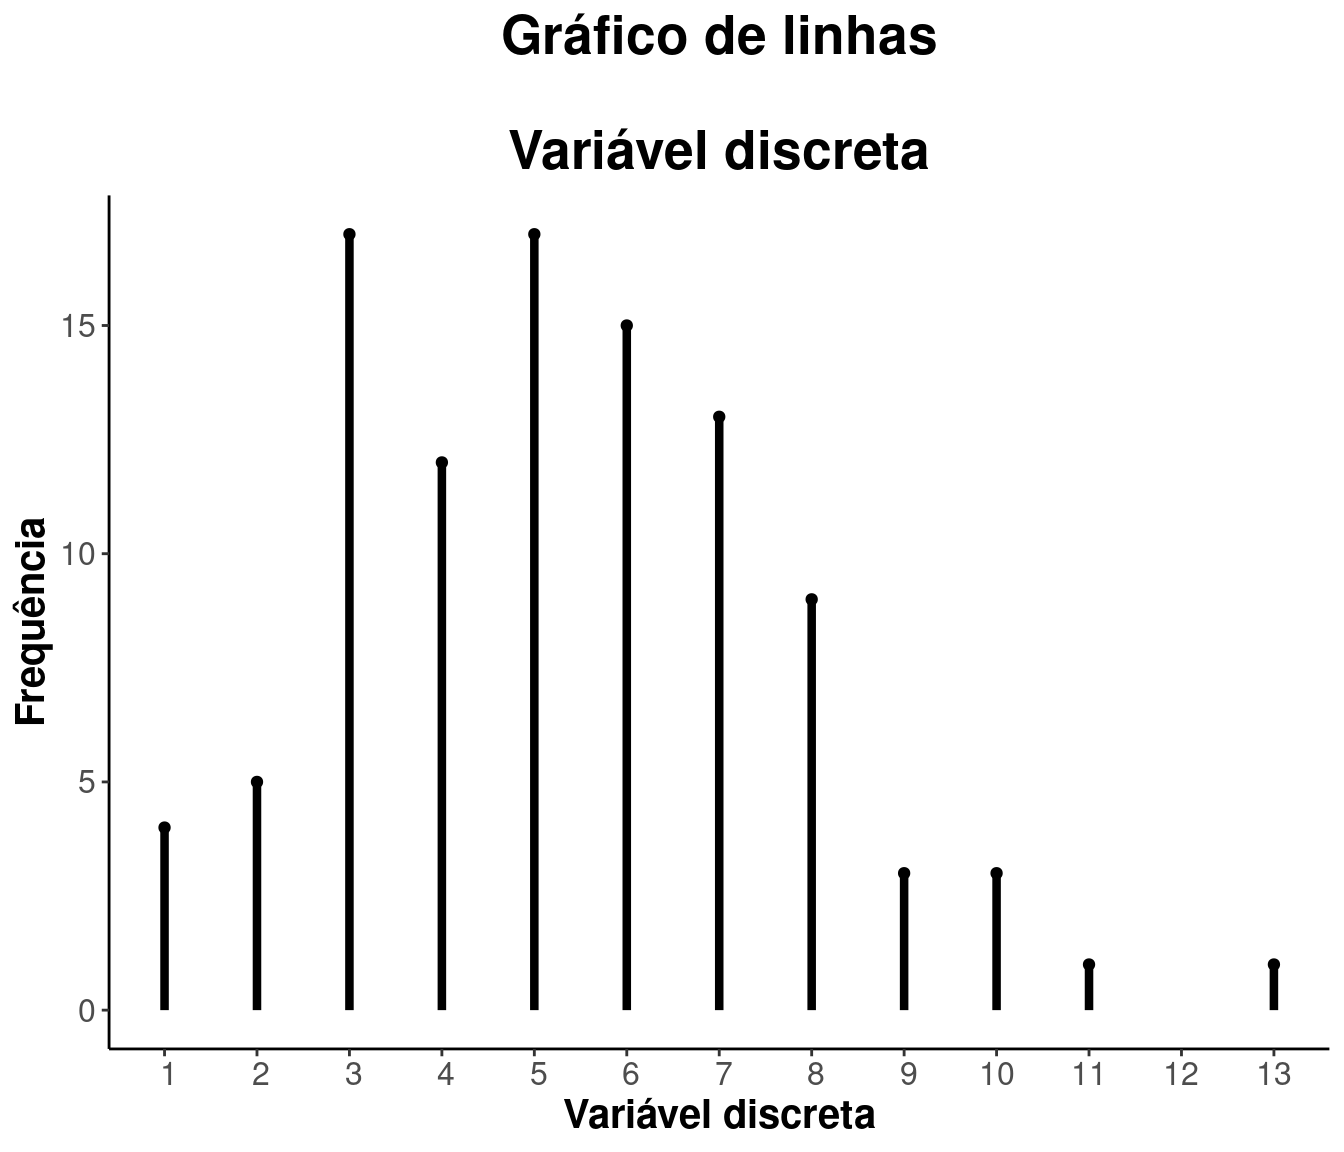 Gráfico de linhas
Variável discreta
Frequência
15
10
5
0
1 2 3 4 5 6 7 8 9 10 11 12 13
Variável discreta